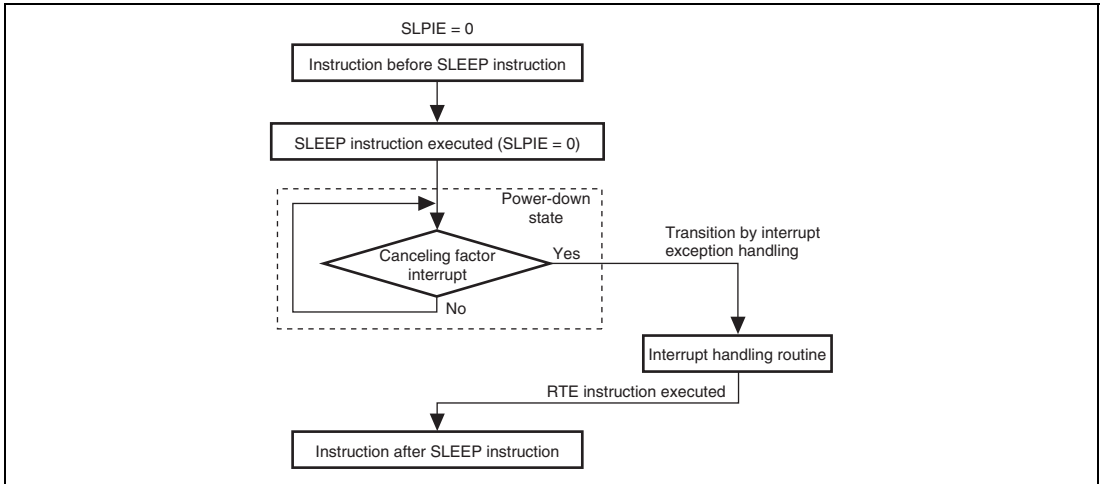 SLPIE = 0
Instruction before SLEEP instruction
SLEEP instruction executed (SLPIE = 0)
Power-down
state
Canceling factor
interrupt
Yes
No
Transition by interrupt
exception handling
Interrupt handling routine
RTE instruction executed
Instruction after SLEEP instruction